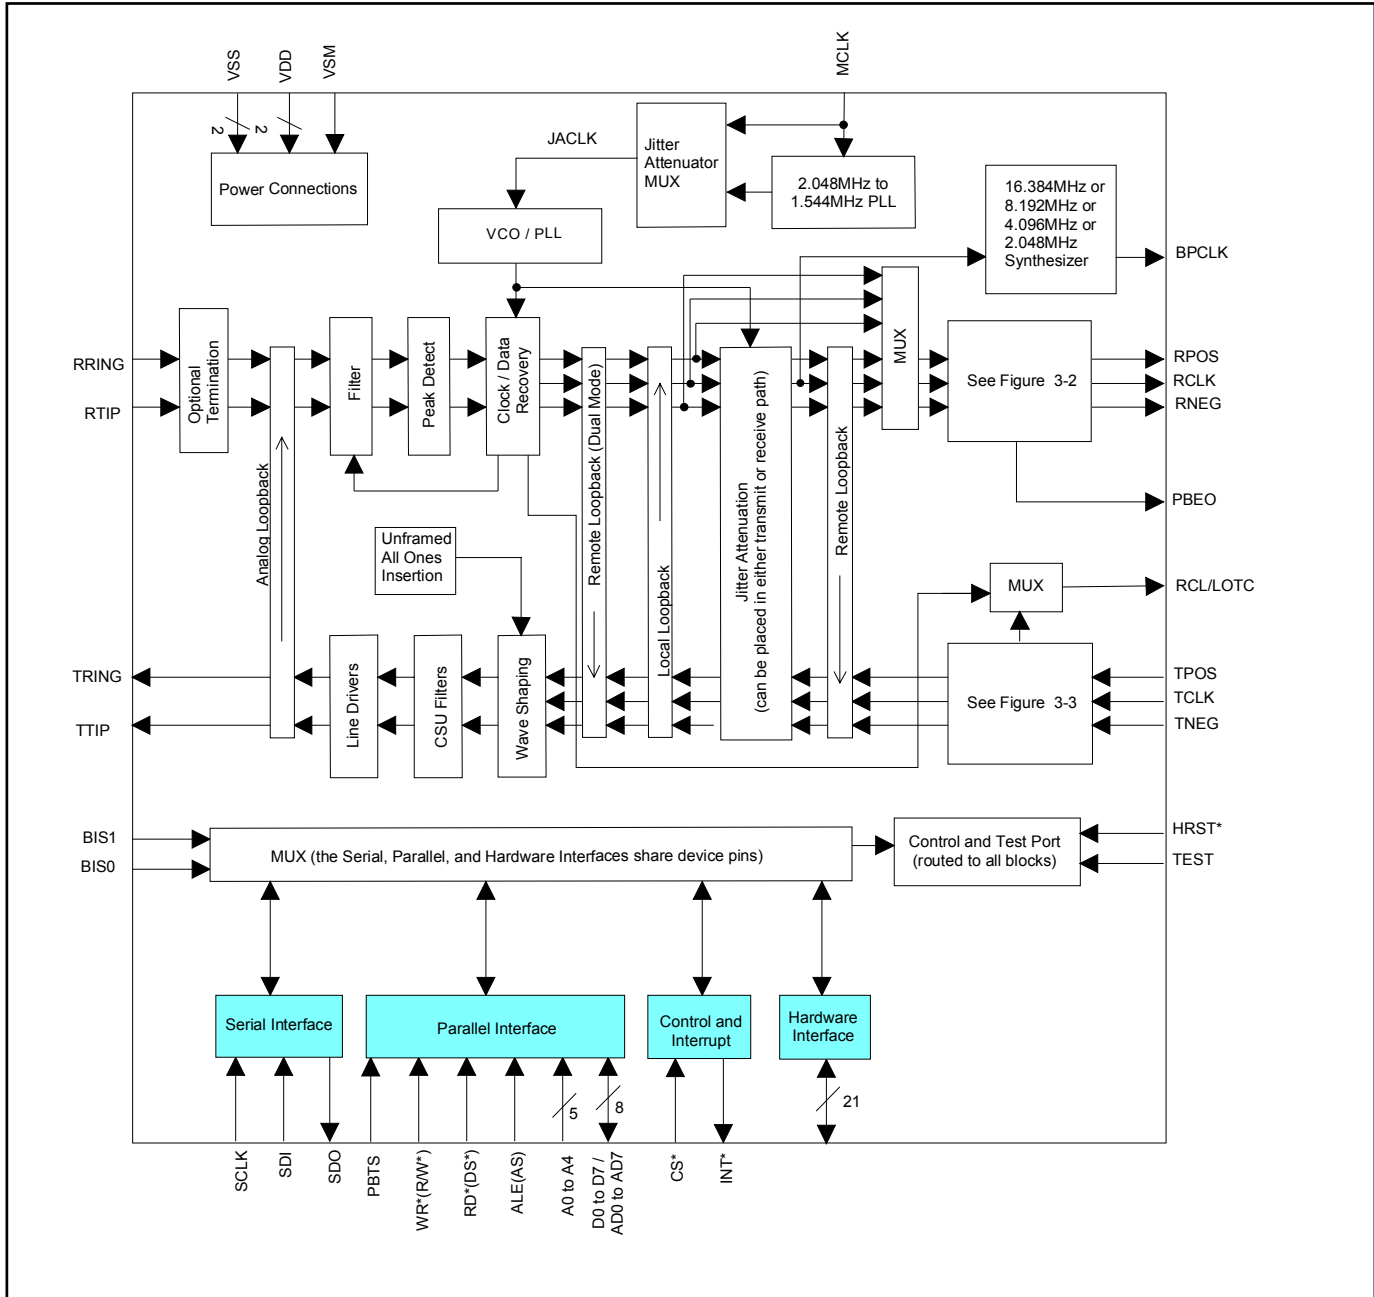 VSS
VDD
VSM
MCLK
2
2
Power Connections
JACLK
Jitter
Attenuator
MUX
2.048MHz to
1.544MHz PLL
16.384MHz or
8.192MHz or
4.096MHz or
2.048MHz
Synthesizer
BPCLK
VCO / PLL
RRING
RTIP
Optional
Termination
Analog Loopback
Filter
Peak Detect
Clock / Data
Recovery
Remote Loopback (Dual Mode)
Local Loopback
Jitter Attenuation
(can be placed in either transmit or receive path)
Remote Loopback
MUX
See Figure 3-2
RPOS
RCLK
RNEG
PBEO
Unframed
All Ones
Insertion
MUX
RCL/LOTC
TRING
TTIP
Line Drivers
CSU Filters
Wave Shaping
See Figure 3-3
TPOS
TCLK
TNEG
BIS1
BIS0
MUX (the Serial, Parallel, and Hardware Interfaces share device pins)
Control and Test Port
(routed to all blocks)
HRST*
TEST
Serial Interface
Parallel Interface
Control and
Interrupt
Hardware
Interface
5
8
21
SCLK
SDI
SDO
PBTS
WR*(R/W*)
RD*(DS*)
ALE(AS)
A0 to A4
D0 to D7 /
AD0 to AD7
CS*
INT*